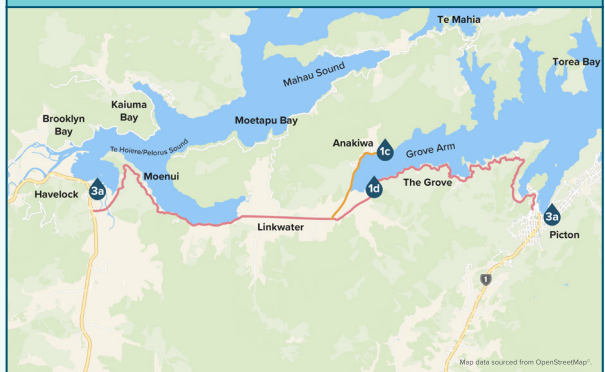 Te Mahia
Torea Bay
Mahau Sound
Kaiuma
Bay
Brooklyn
Bay
Moetapu Bay
Te Hoiere/Pelorus Sound
Anakiwa
1c
Grove Arm
Moenui
3a
Havelock
1d
The Grove
3a
Linkwater
Picton
1
Map data sourced from OpenStreetMap©.